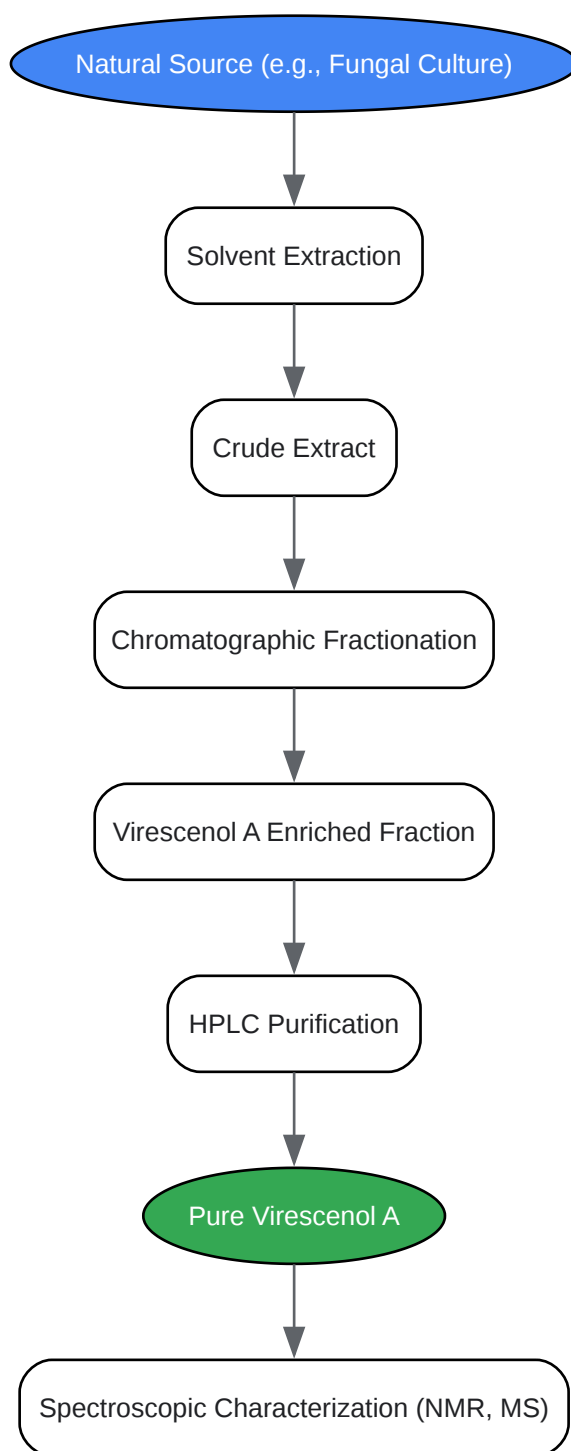 Natural Source (e.g., Fungal Culture)
Solvent Extraction
Crude Extract
Chromatographic Fractionation
Virescenol A Enriched Fraction
HPLC Purification
Pure Virescenol A
Spectroscopic Characterization (NMR, MS)